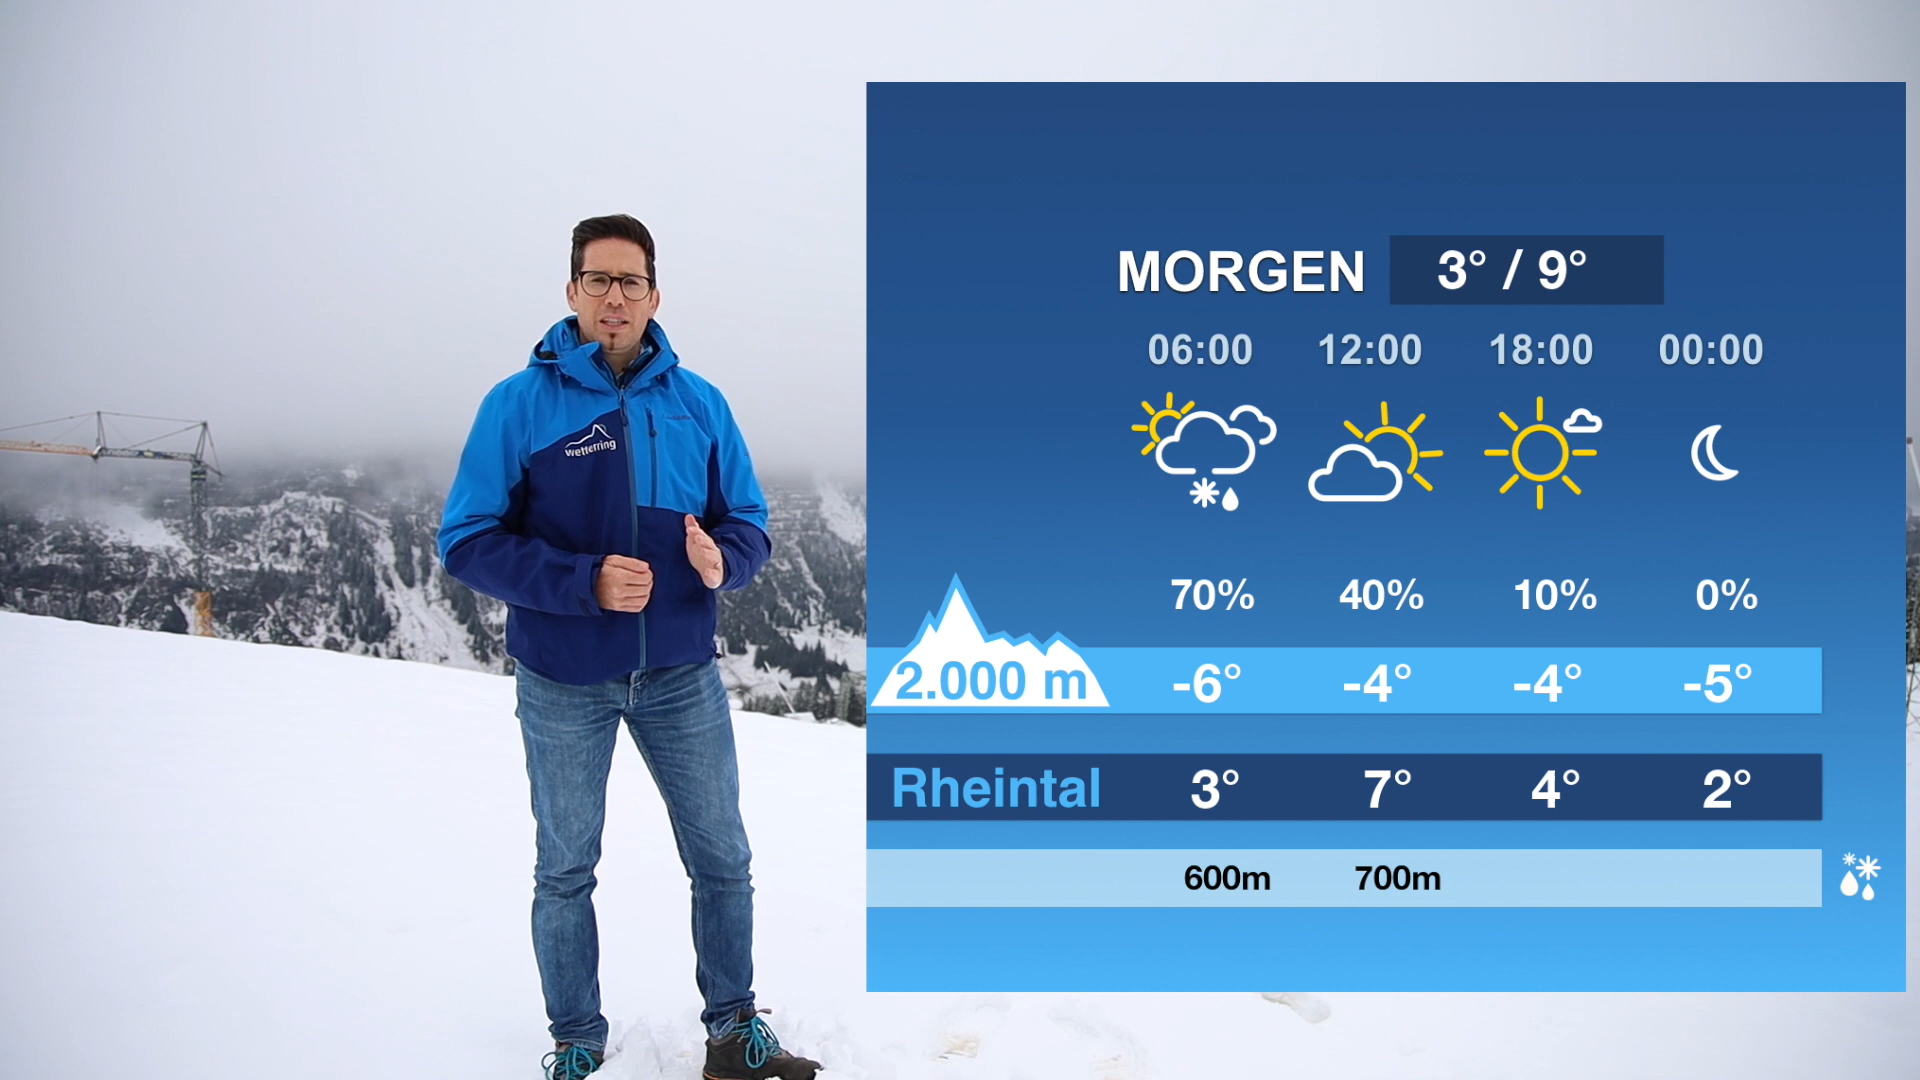 MORGEN 3° / 9°
06:00 12:00 18:00 00:00
70% 40% 10% 0%
2.000 m -6° -4° -4° -5°
Rheintal 3° 7° 4° 2°
600m 700m
wetterring